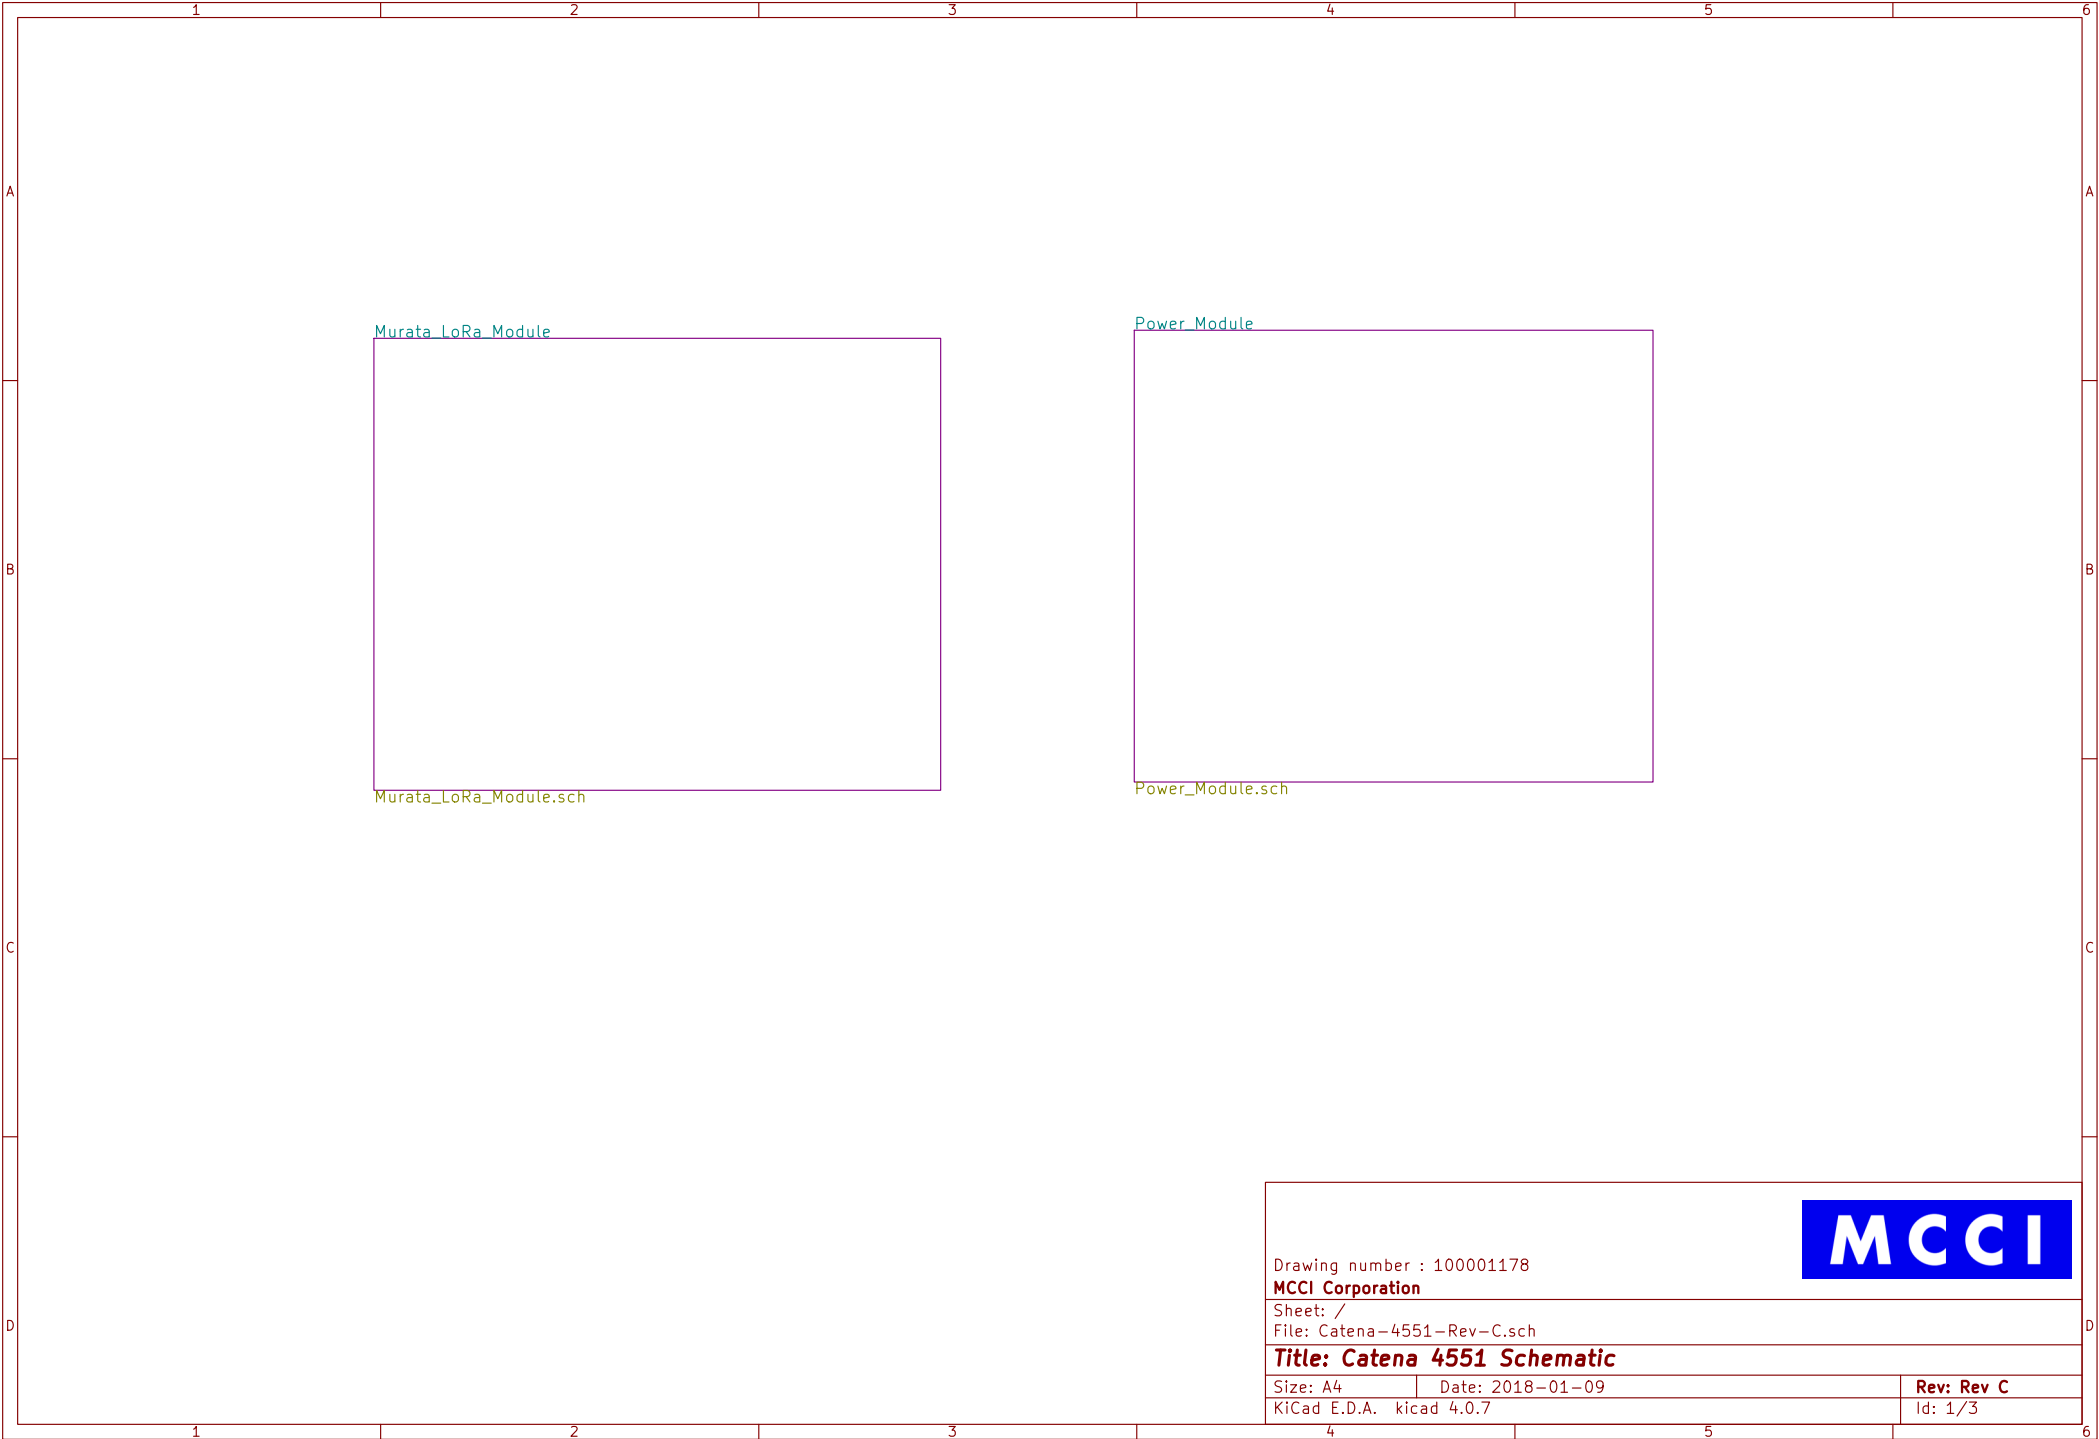 1 2 3 4 5 6
A A
Power_Module
Murata_LoRa_Module
B B
Power_Module.sch
Murata_LoRa_Module.sch
C C
MCCI
Drawing number : 100001178
MCCI Corporation
Sheet: /
D D
File: Catena-4551-Rev-C.sch
Title: Catena 4551 Schematic
Size: A4 Date: 2018-01-09 Rev: Rev C
KiCad E.D.A. kicad 4.0.7 Id: 1/3
1 2 3 4 5 6